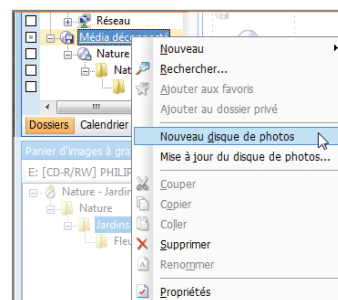 Réseau
Média déconnecté
Nature
Nat
Dossiers Calendrier
Panier d'images à gra
E: [CD-R/RW] PHILIP
Nature - Jardin
Nature
Jardins
Fleu
Nouveau
Rechercher...
Ajouter aux favoris
Ajouter au dossier privé
Nouveau disque de photos
Mise à jour du disque de photos...
Couper
Copier
Coller
Supprimer
Renommer
Propriétés